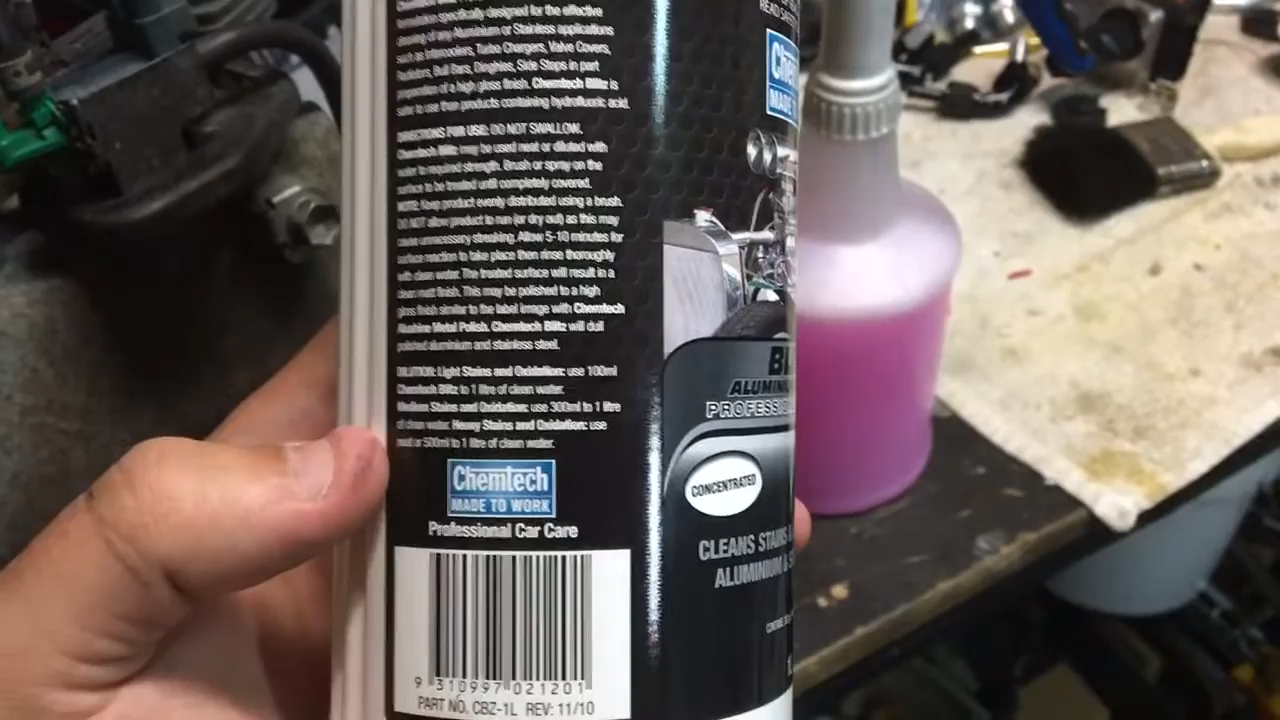 formulation specifically designed for the effective
cleaning of any Aluminium or Stainless applications
such as Intercoolers, Turbo Chargers, Valve Covers,
Radiators, Bull Bars, Dinghies, Side Steps in part
preparation of a high gloss finish. Chemtech Blitz is
safer to use then products containing hydrofluoric acid.
DIRECTIONS FOR USE: DO NOT SWALLOW.
Chemtech Blitz may be used neat or diluted with
water to required strength. Brush or spray on the
surface to be treated until completely covered.
NOTE: Keep product evenly distributed using a brush.
DO NOT allow product to run (or dry out) as this may
cause unnecessary streaking. Allow 5-10 minutes for
surface reaction to take place then rinse thoroughly
with clean water. The treated surface will result in a
clean matt finish. This may be polished to a high
gloss finish similar to the label image with Chemtech
Alushine Metal Polish. Chemtech Blitz will dull
polished aluminium and stainless steel.
DILUTION: Light Stains and Oxidation: use 100ml
Chemtech Blitz to 1 litre of clean water.
Medium Stains and Oxidation: use 300ml to 1 litre
of clean water. Heavy Stains and Oxidation: use
neat or 500ml to 1 litre of clean water.
Chemtech
MADE TO WORK
Professional Car Care
9 310997 021201
PART NO. CBZ-1L REV: 11/10
READ SAFE
Che
MADE
BL
ALUMIN
PROFESS
CONCENTRATED
CLEANS STAINS
ALUMINIUM &